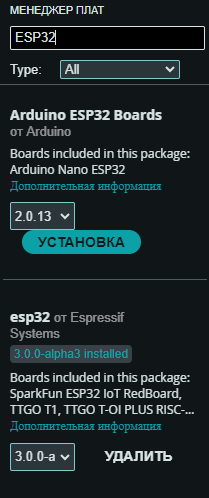 МЕНЕДЖЕР ПЛАТ
ESP32
Type: All
Arduino ESP32 Boards
от Arduino
Boards included in this package:
Arduino Nano ESP32
Дополнительная информация
2.0.13
УСТАНОВКА
esp32 от Espressif
Systems
3.0.0-alpha3 installed
Boards included in this package:
SparkFun ESP32 IoT RedBoard,
TTGO T1, TTGO T-OI PLUS RISC-...
Дополнительная информация
3.0.0-a УДАЛИТЬ